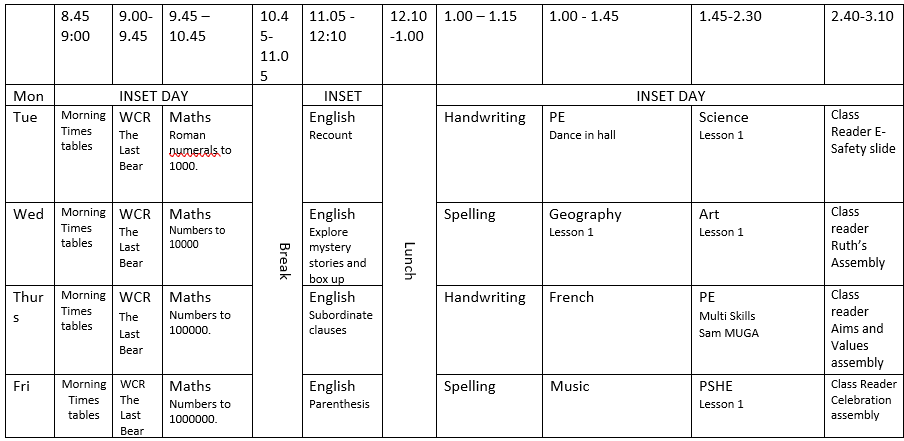 8.45
9:00
9.00-
9.45
9.45 –
10.45
10.4
5-
11.0
5
11.05 -
12:10
12.10
-1.00
1.00 – 1.15
1.00 - 1.45
1.45-2.30
2.40-3.10
Mon
INSET DAY
INSET
INSET DAY
Break
Lunch
Tue
Morning
Times
tables
WCR
The
Last
Bear
Maths
Roman
numerals to
1000.
English
Recount
Handwriting
PE
Dance in hall
Science
Lesson 1
Class
Reader E-
Safety slide
Wed
Morning
Times
tables
WCR
The
Last
Bear
Maths
Numbers to
10000
English
Explore
mystery
stories and
box up
Spelling
Geography
Lesson 1
Art
Lesson 1
Class
reader
Ruth’s
Assembly
Thur
s
Morning
Times
tables
WCR
The
Last
Bear
Maths
Numbers to
100000.
English
Subordinate
clauses
Handwriting
French
PE
Multi Skills
Sam MUGA
Class
reader
Aims and
Values
assembly
Fri
Morning
Times
tables
WCR
The
Last
Bear
Maths
Numbers to
1000000.
English
Parenthesis
Spelling
Music
PSHE
Lesson 1
Class Reader
Celebration
assembly